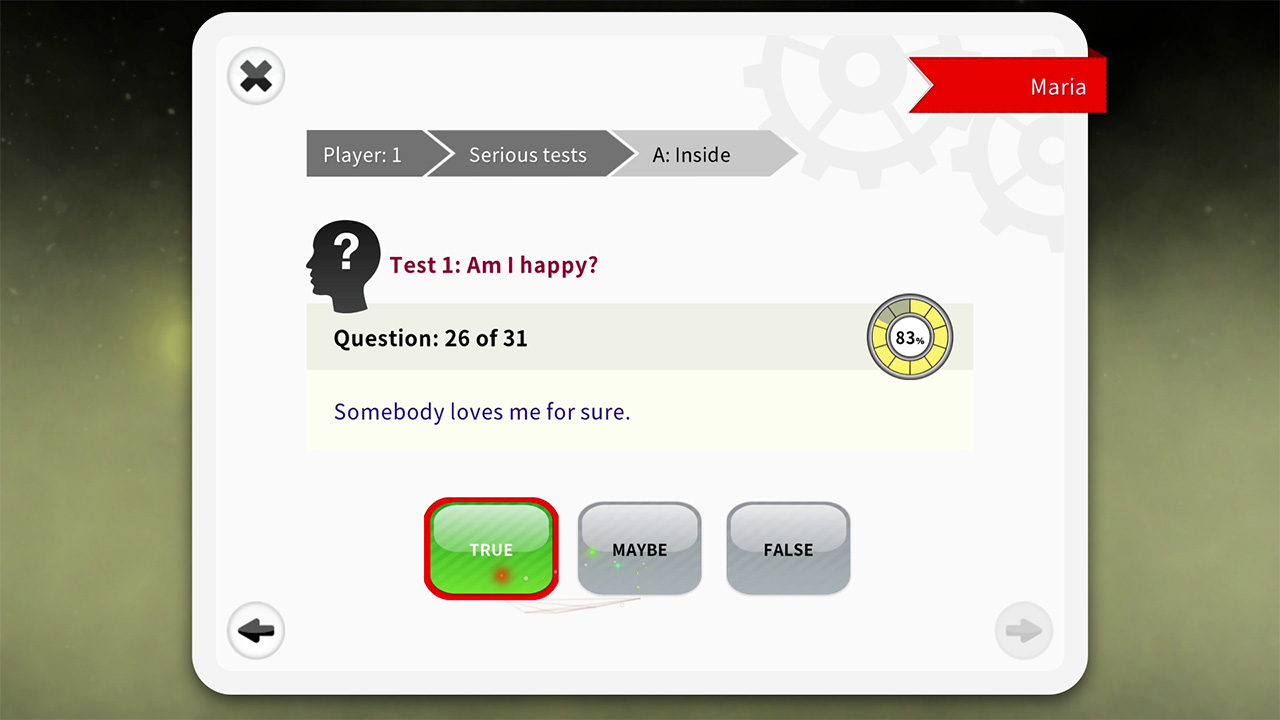 Maria
Player: 1
Serious tests
A: Inside
?
Test 1: Am I happy?
Question: 26 of 31
83%
Somebody loves me for sure.
TRUE
MAYBE
FALSE